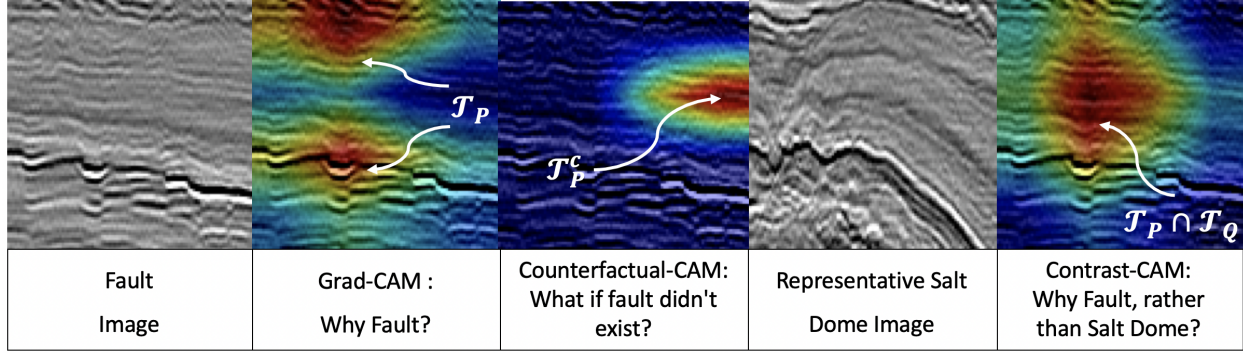 𝒯_P
𝒯_P^c
𝒯_P ∩ 𝒯_Q
Fault
Image
Grad-CAM :
Why Fault?
Counterfactual-CAM:
What if fault didn't
exist?
Representative Salt
Dome Image
Contrast-CAM:
Why Fault, rather
than Salt Dome?